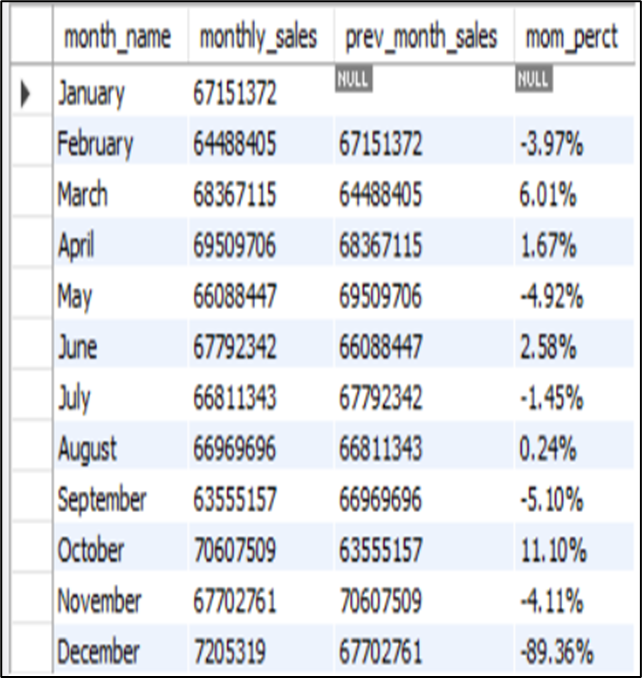 month_name monthly_sales prev_month_sales mom_perct
January 67151372 NULL NULL
February 64488405 67151372 -3.97%
March 68367115 64488405 6.01%
April 69509706 68367115 1.67%
May 66088447 69509706 -4.92%
June 67792342 66088447 2.58%
July 66811343 67792342 -1.45%
August 66969696 66811343 0.24%
September 63555157 66969696 -5.10%
October 70607509 63555157 11.10%
November 67702761 70607509 -4.11%
December 7205319 67702761 -89.36%